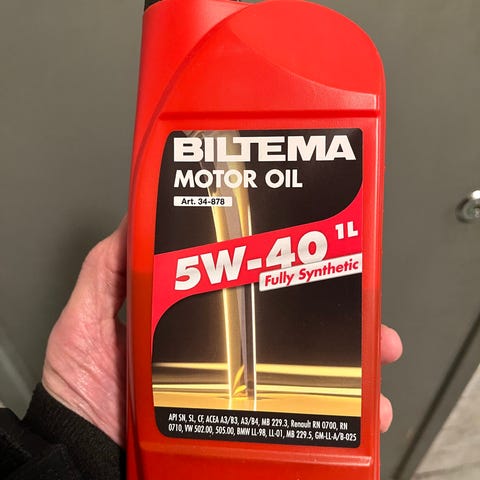 BILTEMA
MOTOR OIL
Art. 34-878
5W-40 1L
Fully Synthetic
API SN, SL, CF, ACEA A3/B3, A3/B4, MB 229.3, Renault RN 0700, RN
0710, VW 502.00, 505.00, BMW LL-98, LL-01, MB 229.5, GM-LL-A/B-025